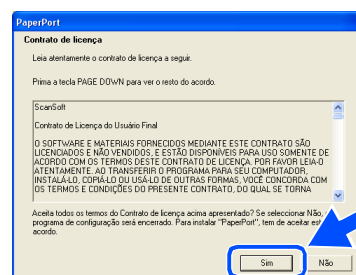 PaperPort
Contrato de licença
Leia atentamente o contrato de licença a seguir.
Prima a tecla PAGE DOWN para ver o resto do acordo.
ScanSoft
Contrato de Licença do Usuário Final
O SOFTWARE E MATERIAIS FORNECIDOS MEDIANTE ESTE CONTRATO SÃO
LICENCIADOS E NÃO VENDIDOS, E ESTÃO DISPONÍVEIS PARA USO SOMENTE DE
ACORDO COM OS TERMOS DESTE CONTRATO DE LICENÇA. POR FAVOR LEIA-O
ATENTAMENTE. AO TRANSFERIR O PROGRAMA PARA SEU COMPUTADOR,
INSTALÁ-LO, COPIÁ-LO OU USÁ-LO DE OUTRAS FORMAS, VOCÊ CONCORDA COM
OS TERMOS E CONDIÇÕES DO PRESENTE CONTRATO, DO QUAL SE TORNA
Aceita todos os termos do Contrato de licença acima apresentado? Se seleccionar Não,
programa de configuração será encerrado. Para instalar "PaperPort", tem de aceitar est
acordo.
Sim
Não